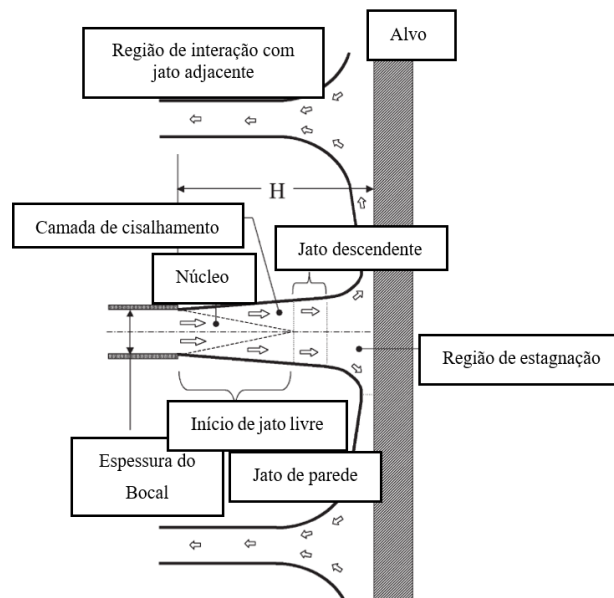 Região de interação com
jato adjacente
Alvo
H
Camada de cisalhamento
Jato descendente
Núcleo
Região de estagnação
Início de jato livre
Espessura do
Bocal
Jato de parede